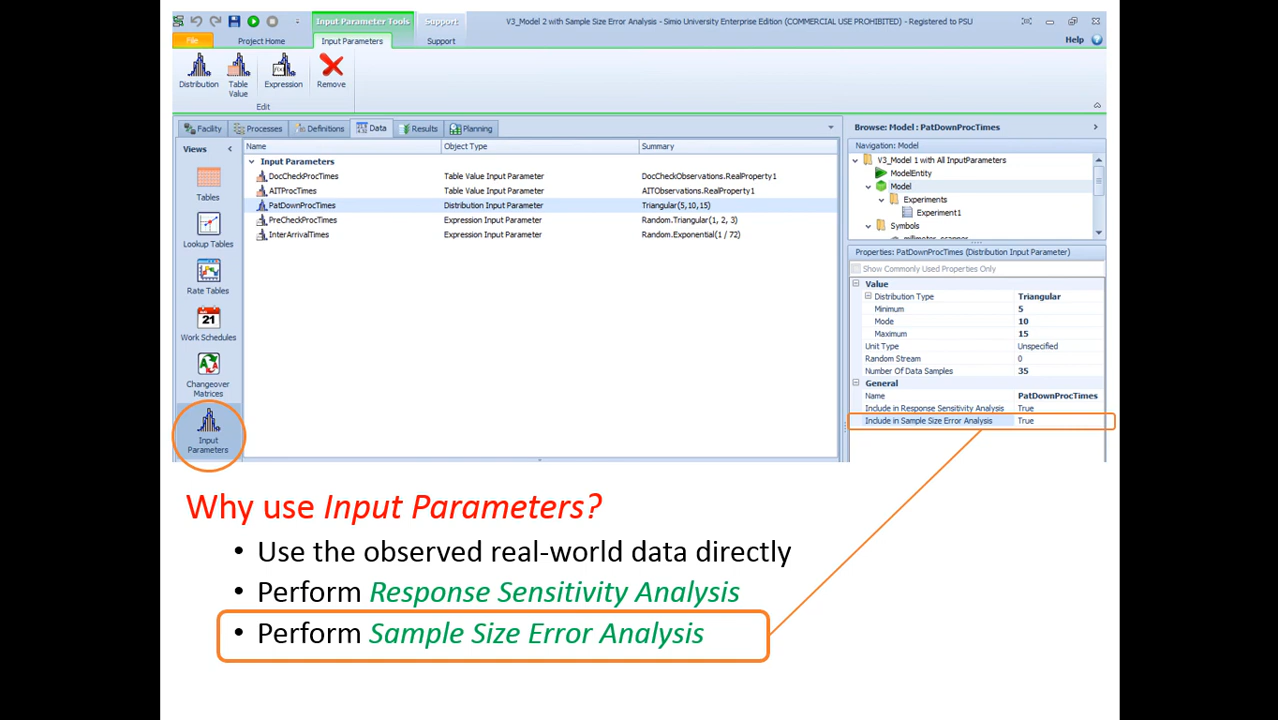 Input Parameter Tools Support V3_Model 2 with Sample Size Error Analysis - Simio University Enterprise Edition (COMMERCIAL USE PROHIBITED) - Registered to PSU
File Project Home Input Parameters Support Help
Distribution Table Value Expression Remove
Edit
Facility Processes Definitions Data Results Planning
Views
Tables
Lookup Tables
Rate Tables
21
Work Schedules
Changeover
Matrices
Input
Parameters
Name Object Type Summary
Input Parameters
DocCheckProcTimes Table Value Input Parameter DocCheckObservations.RealProperty1
AITProcTimes Table Value Input Parameter AITObservations.RealProperty1
PatDownProcTimes Distribution Input Parameter Triangular(5,10,15)
PreCheckProcTimes Expression Input Parameter Random.Triangular(1, 2, 3)
InterArrivalTimes Expression Input Parameter Random.Exponential(1 / 72)
Browse: Model : PatDownProcTimes
Navigation: Model
V3_Model 1 with All InputParameters
ModelEntity
Model
Experiments
Experiment1
Symbols
Properties: PatDownProcTimes (Distribution Input Parameter)
Show Commonly Used Properties Only
Value
Distribution Type Triangular
Minimum 5
Mode 10
Maximum 15
Unit Type Unspecified
Random Stream 0
Number Of Data Samples 35
General
Name PatDownProcTimes
Include in Response Sensitivity Analysis True
Include in Sample Size Error Analysis True
Why use Input Parameters?
• Use the observed real-world data directly
• Perform Response Sensitivity Analysis
• Perform Sample Size Error Analysis